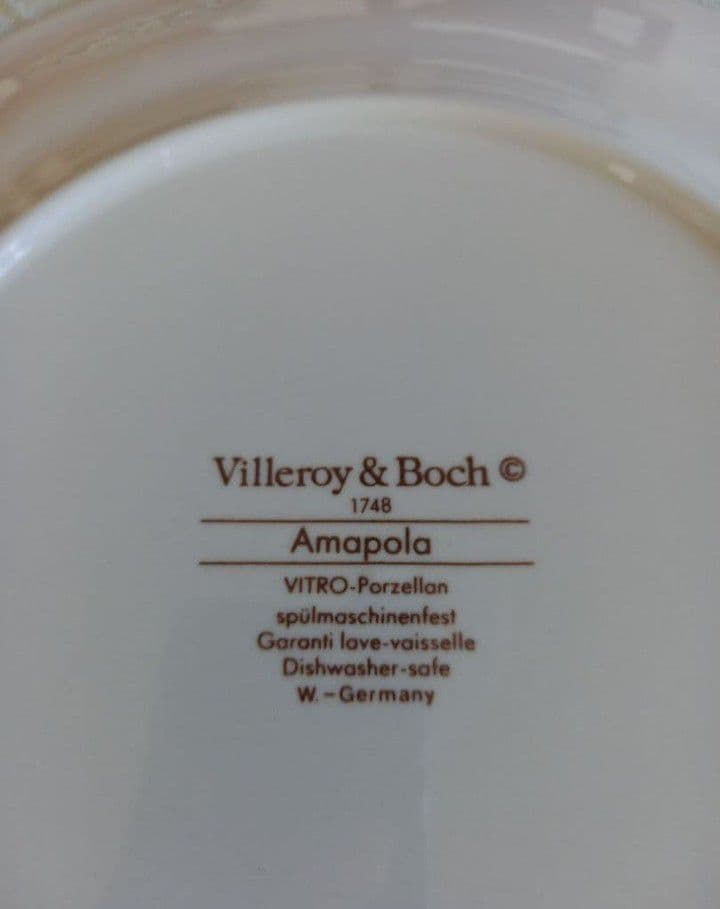 Villeroy & Boch ©
1748
Amapola
VITRO-Porzellan
spülmaschinenfest
Garanti lave-vaisselle
Dishwasher-safe
W.-Germany